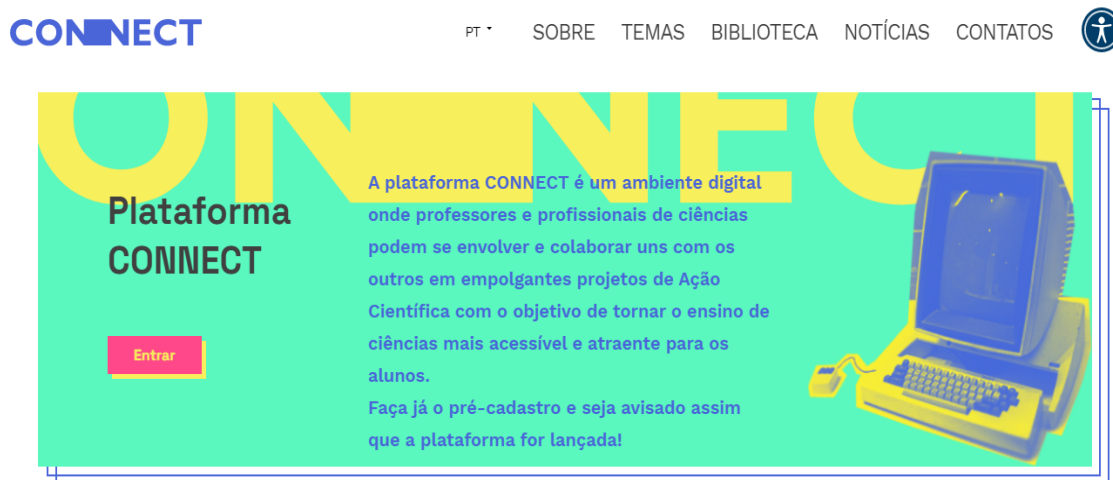 CONNECT
PT
SOBRE
TEMAS
BIBLIOTECA
NOTÍCIAS
CONTATOS
ONNECT
Plataforma
CONNECT
Entrar
A plataforma CONNECT é um ambiente digital
onde professores e profissionais de ciências
podem se envolver e colaborar uns com os
outros em empolgantes projetos de Ação
Científica com o objetivo de tornar o ensino de
ciências mais acessível e atraente para os
alunos.
Faça já o pré-cadastro e seja avisado assim
que a plataforma for lançada!